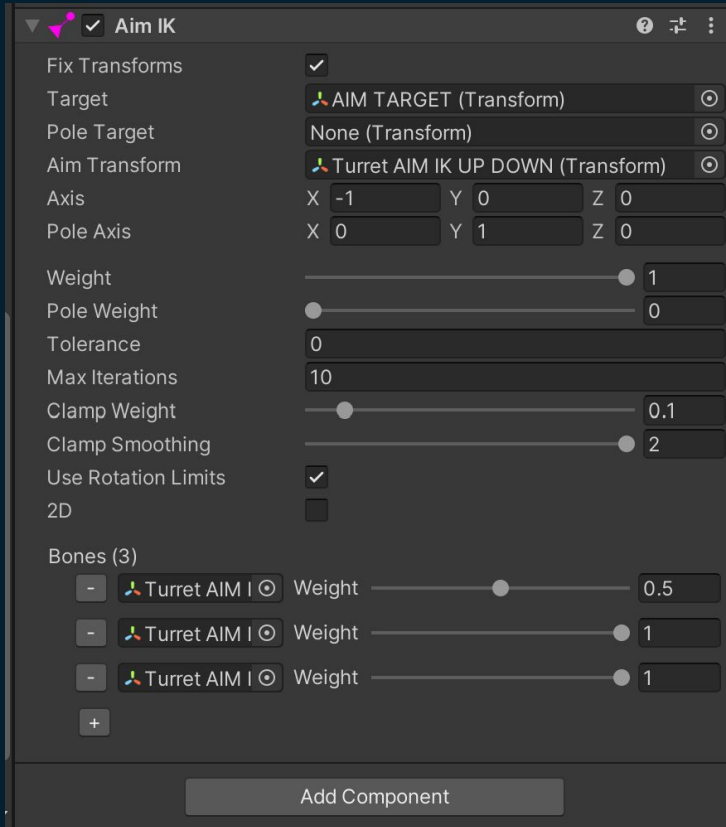 Aim IK
Fix Transforms
Target AIM TARGET (Transform)
Pole Target None (Transform)
Aim Transform Turret AIM IK UP DOWN (Transform)
Axis X -1 Y 0 Z 0
Pole Axis X 0 Y 1 Z 0
Weight 1
Pole Weight 0
Tolerance 0
Max Iterations 10
Clamp Weight 0.1
Clamp Smoothing 2
Use Rotation Limits
2D
Bones (3)
- Turret AIM I Weight 0.5
- Turret AIM I Weight 1
- Turret AIM I Weight 1
+
Add Component